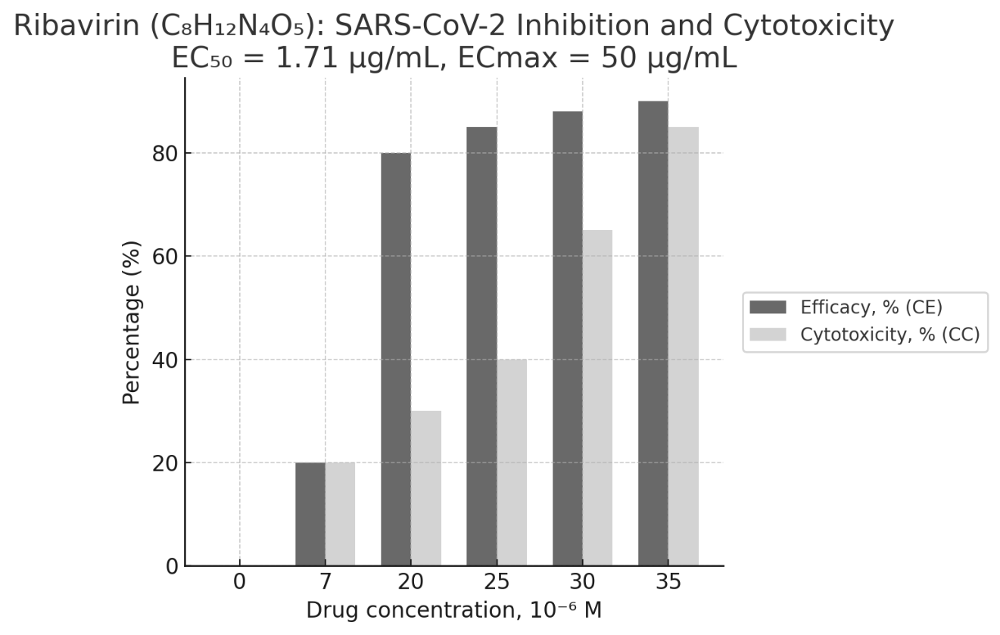 Ribavirin (C₈H₁₂N₄O₅): SARS-CoV-2 Inhibition and Cytotoxicity
EC₅₀ = 1.71 μg/mL, ECmax = 50 μg/mL
Percentage (%)
80
60
40
20
0
0 7 20 25 30 35
Drug concentration, 10⁻⁶ M
Efficacy, % (CE)
Cytotoxicity, % (CC)